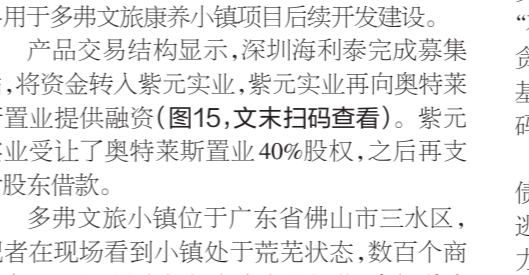 用于多弗文旅康养小镇项目后续开发建设。
产品交易结构显示,深圳海利泰完成募集
,将资金转入紫元实业,紫元实业再向奥特莱
置业提供融资(图15,文末扫码查看)。紫元
业受让了奥特莱斯置业40%股权,之后再支
股东借款。
多弗文旅小镇位于广东省佛山市三水区,
者在现场看到小镇处于荒芜状态,数百个商
“
贷
基
码
债
逃
力